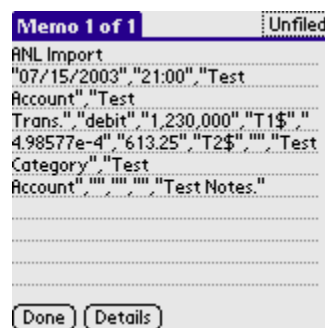 Memo 1 of 1
Unfiled
ANL Import
"07/15/2003","21:00","Test
Account","Test
Trans.","debit","1,230,000","T1$","
4.98577e-4","613.25","T2$","","Test
Category","Test
Account","","","","Test Notes."
Done
Details